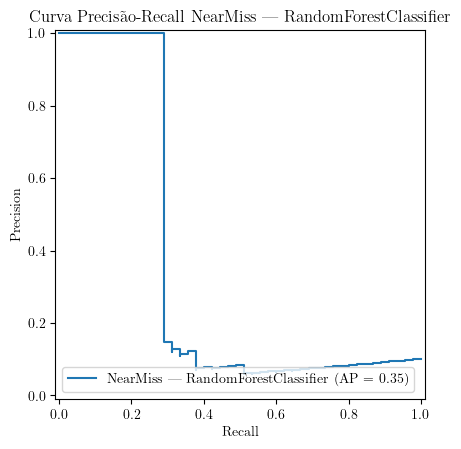 Curva Precisão-Recall NearMiss — RandomForestClassifier
1.0
0.8
0.6
0.4
0.2
0.0
Precision
NearMiss — RandomForestClassifier (AP = 0.35)
0.0 0.2 0.4 0.6 0.8 1.0
Recall